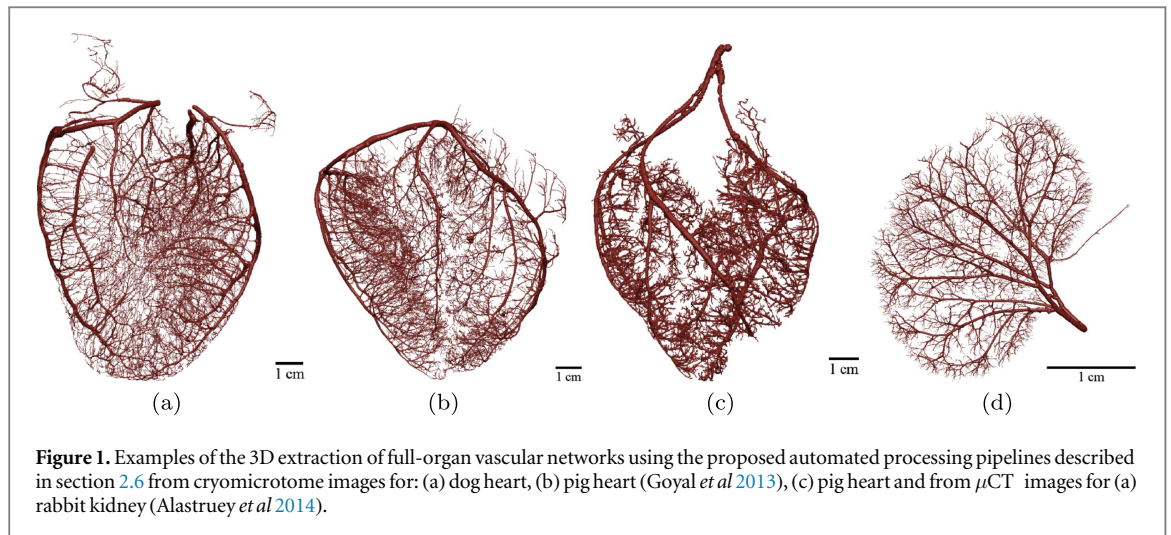 1 cm
1 cm
1 cm
1 cm
(a)
(b)
(c)
(d)
Figure 1. Examples of the 3D extraction of full-organ vascular networks using the proposed automated processing pipelines described
in section 2.6 from cryomicrotome images for: (a) dog heart, (b) pig heart (Goyal et al 2013), (c) pig heart and from μCT images for (a)
rabbit kidney (Alastruey et al 2014).